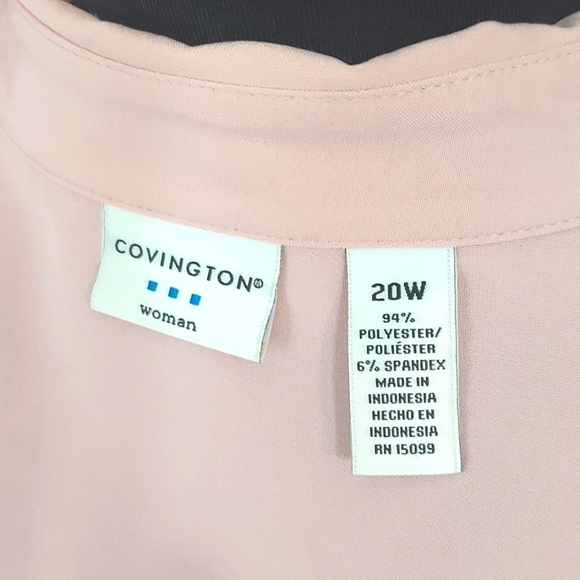 COVINGTON®
woman
20W
94%
POLYESTER/
POLIÉSTER
6% SPANDEX
MADE IN
INDONESIA
HECHO EN
INDONESIA
RN 15099